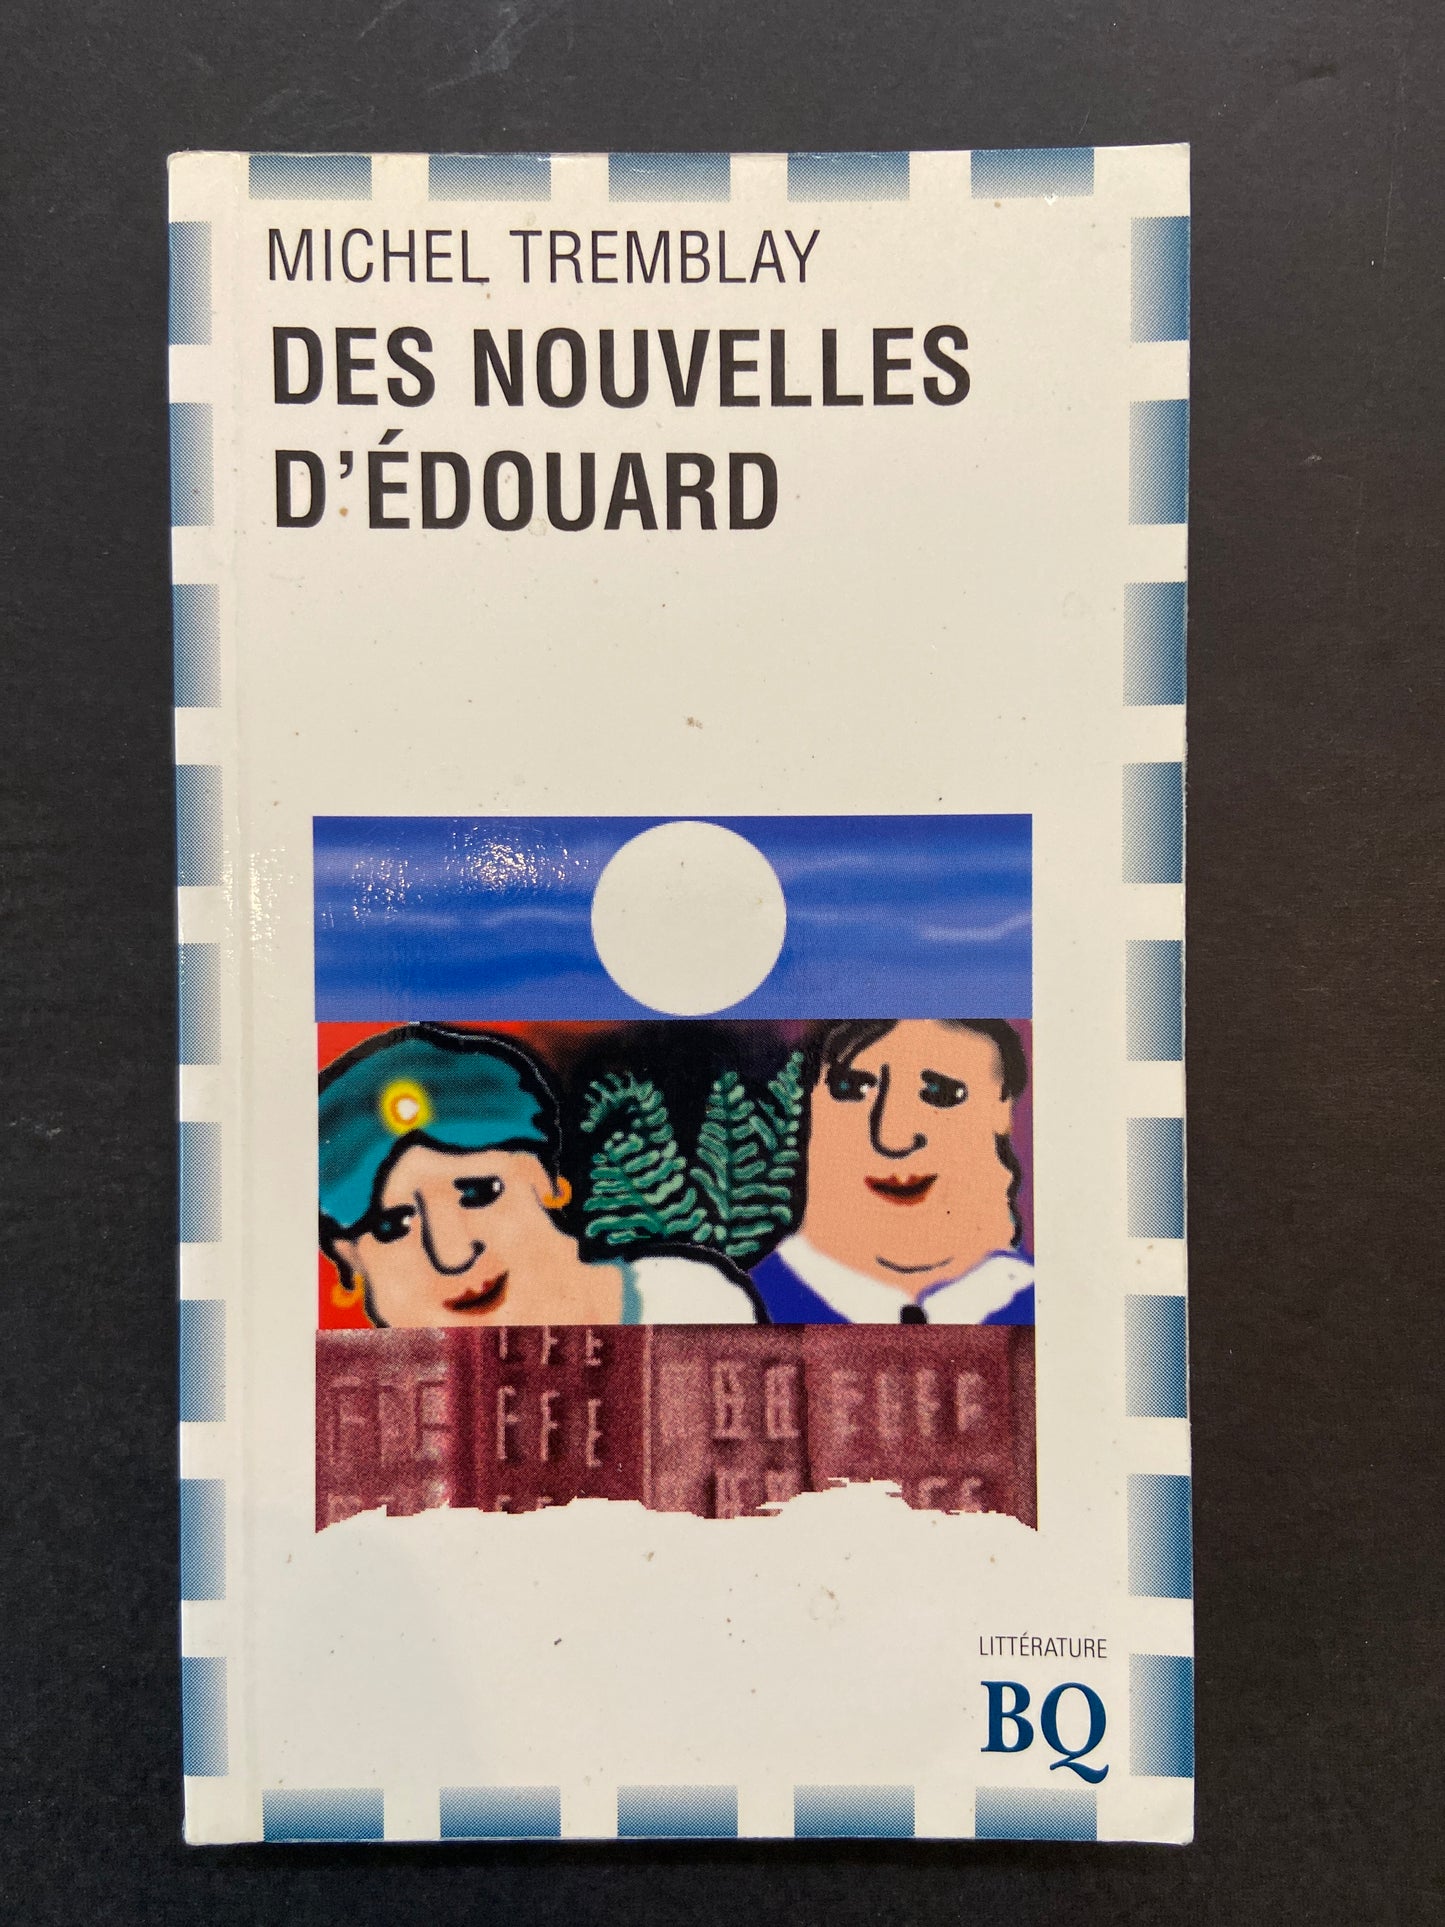 MICHEL TREMBLAY
DES NOUVELLES
D'ÉDOUARD
LITTÉRATURE
BQ